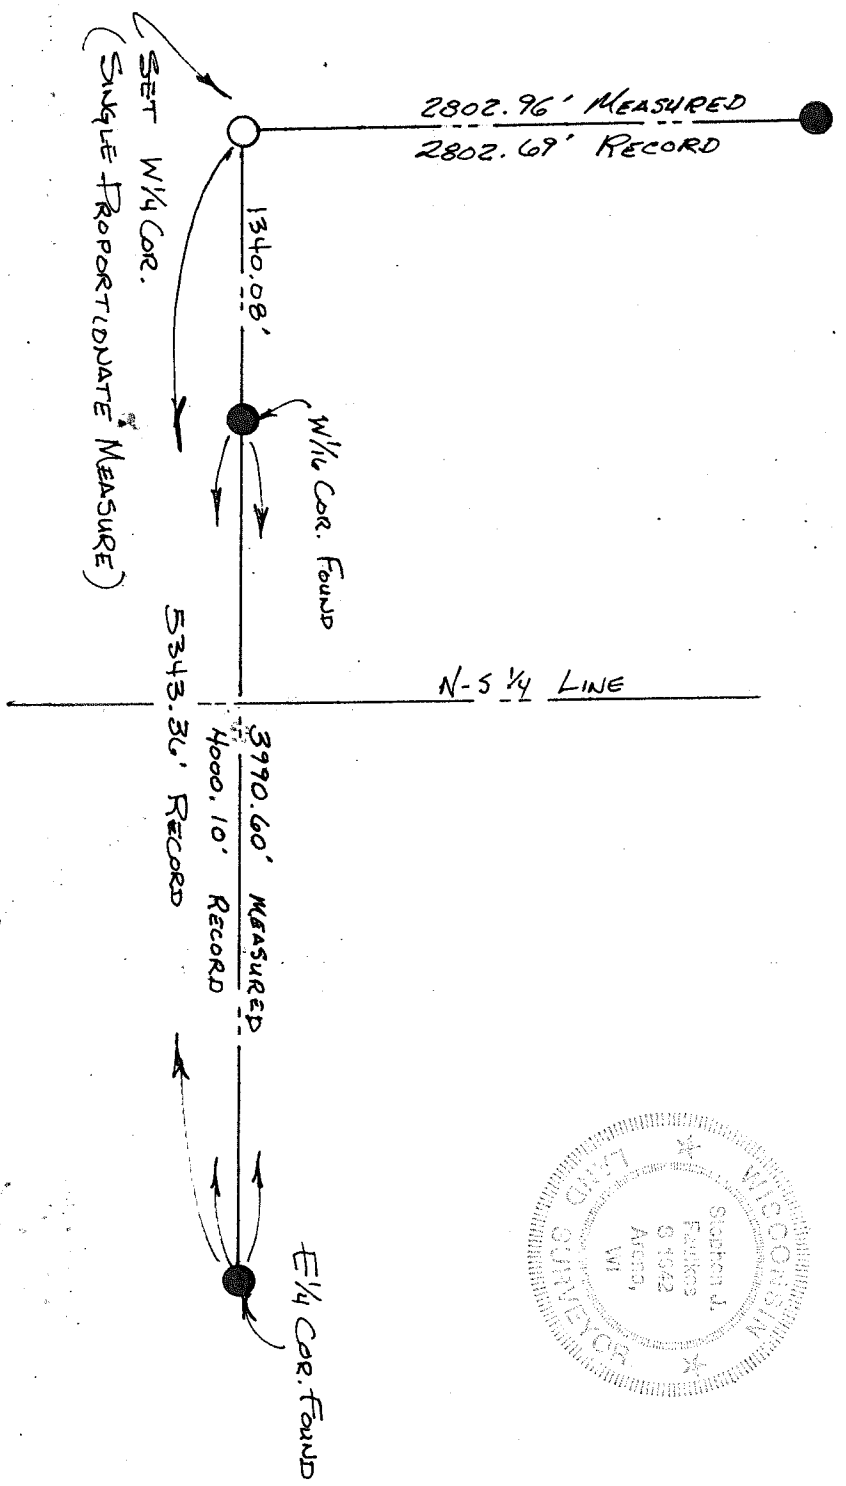 2802.96' MEASURED
2802.69' RECORD
SET W¼ COR.
(SINGLE PROPORTIONATE MEASURE)
1340.08'
W1/16 COR. FOUND
N-S ¼ LINE
3990.60' MEASURED
4000.10' RECORD
5343.36' RECORD
E¼ COR. FOUND
WISCONSIN
LAND SURVEYOR
Stephen J.
Faulkes
S 1642
Arena,
WI